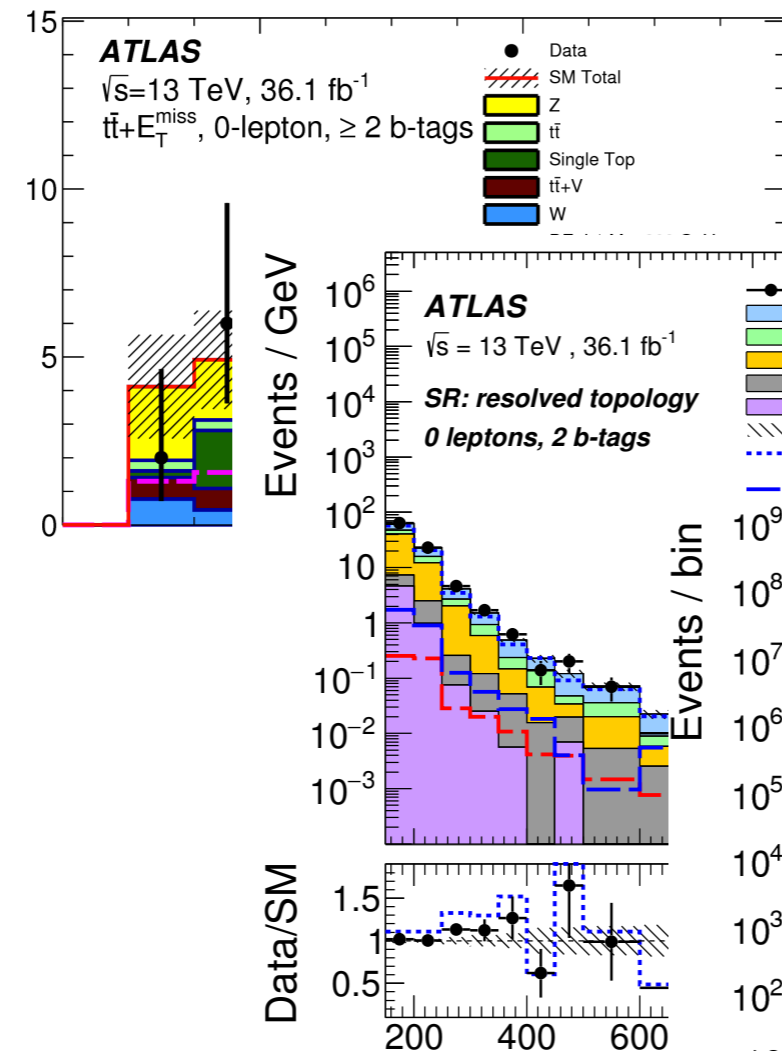 15
10
5
0
ATLAS
√s=13 TeV, 36.1 fb⁻¹
tt̄+E_T^miss, 0-lepton, ≥ 2 b-tags
Data
SM Total
Z
tt̄
Single Top
tt̄+V
W
Events / GeV
10⁶
10⁵
10⁴
10³
10²
10
1
10⁻¹
10⁻²
10⁻³
ATLAS
√s = 13 TeV , 36.1 fb⁻¹
SR: resolved topology
0 leptons, 2 b-tags
Data/SM
1.5
1
0.5
200 400 600
Events / bin
10⁹
10⁸
10⁷
10⁶
10⁵
10⁴
10³
10²